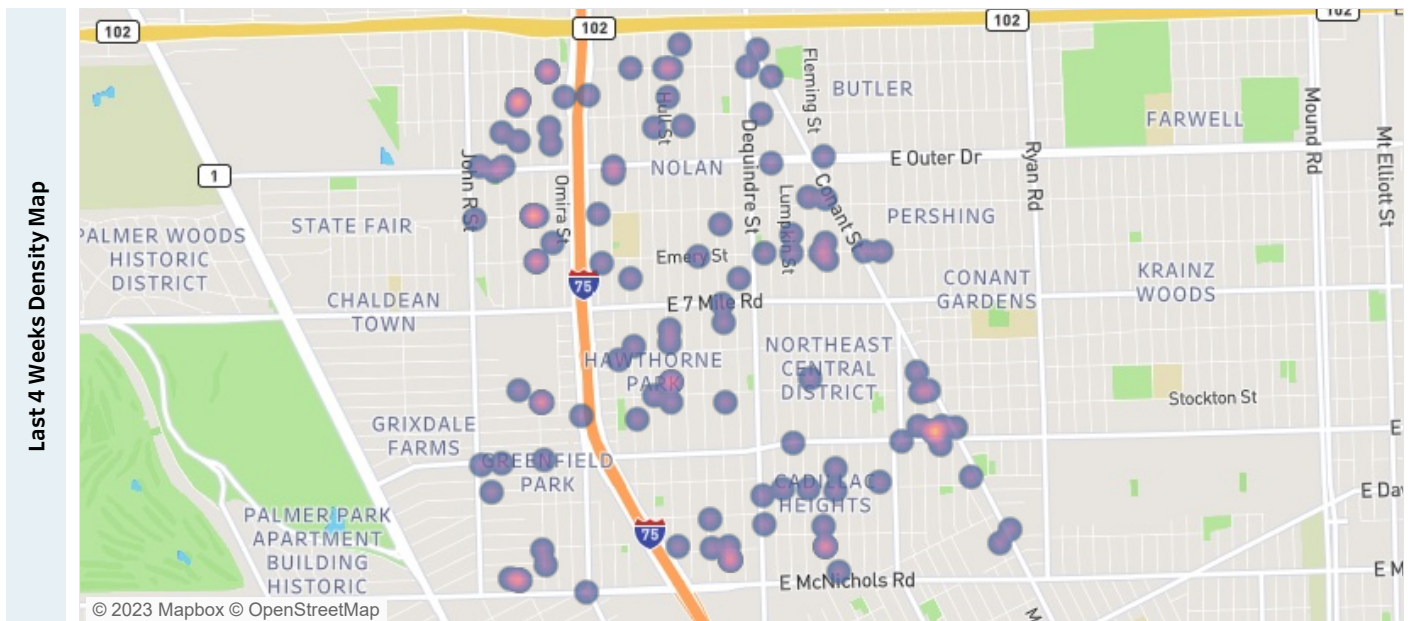 Last 4 Weeks Density Map
102
102
102
102
Fleming St
BUTLER
Hull St
FARWELL
Mound Rd
Mt Elliott St
Dequindre St
Ryan Rd
John R St
E Outer Dr
NOLAN
1
Omira St
Conant St
Lumpkin St
PERSHING
STATE FAIR
PALMER WOODS
HISTORIC
DISTRICT
Emery St
KRAINZ
WOODS
CONANT
GARDENS
75
CHALDEAN
TOWN
E 7 Mile Rd
HAWTHORNE
PARK
NORTHEAST
CENTRAL
DISTRICT
Stockton St
GRIXDALE
FARMS
E
GREENFIELD
PARK
CADILLAC
HEIGHTS
E Da
PALMER PARK
APARTMENT
BUILDING
HISTORIC
75
E McNichols Rd
E M
M
© 2023 Mapbox © OpenStreetMap